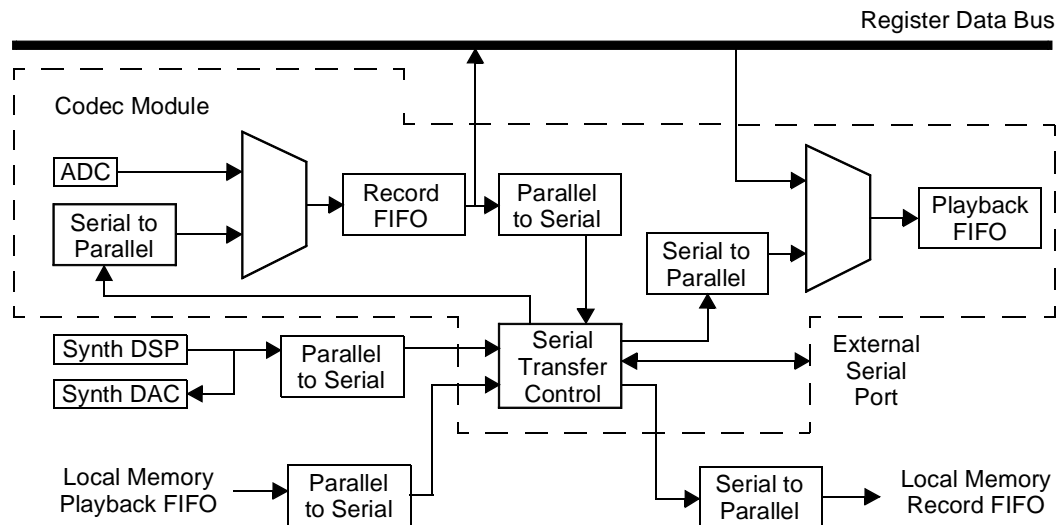 Register Data Bus
Codec Module
ADC
Serial to
Parallel
Record
FIFO
Parallel
to Serial
Serial to
Parallel
Playback
FIFO
Synth DSP
Synth DAC
Parallel
to Serial
Serial
Transfer
Control
External
Serial
Port
Local Memory
Playback FIFO
Parallel
to Serial
Serial to
Parallel
Local Memory
Record FIFO